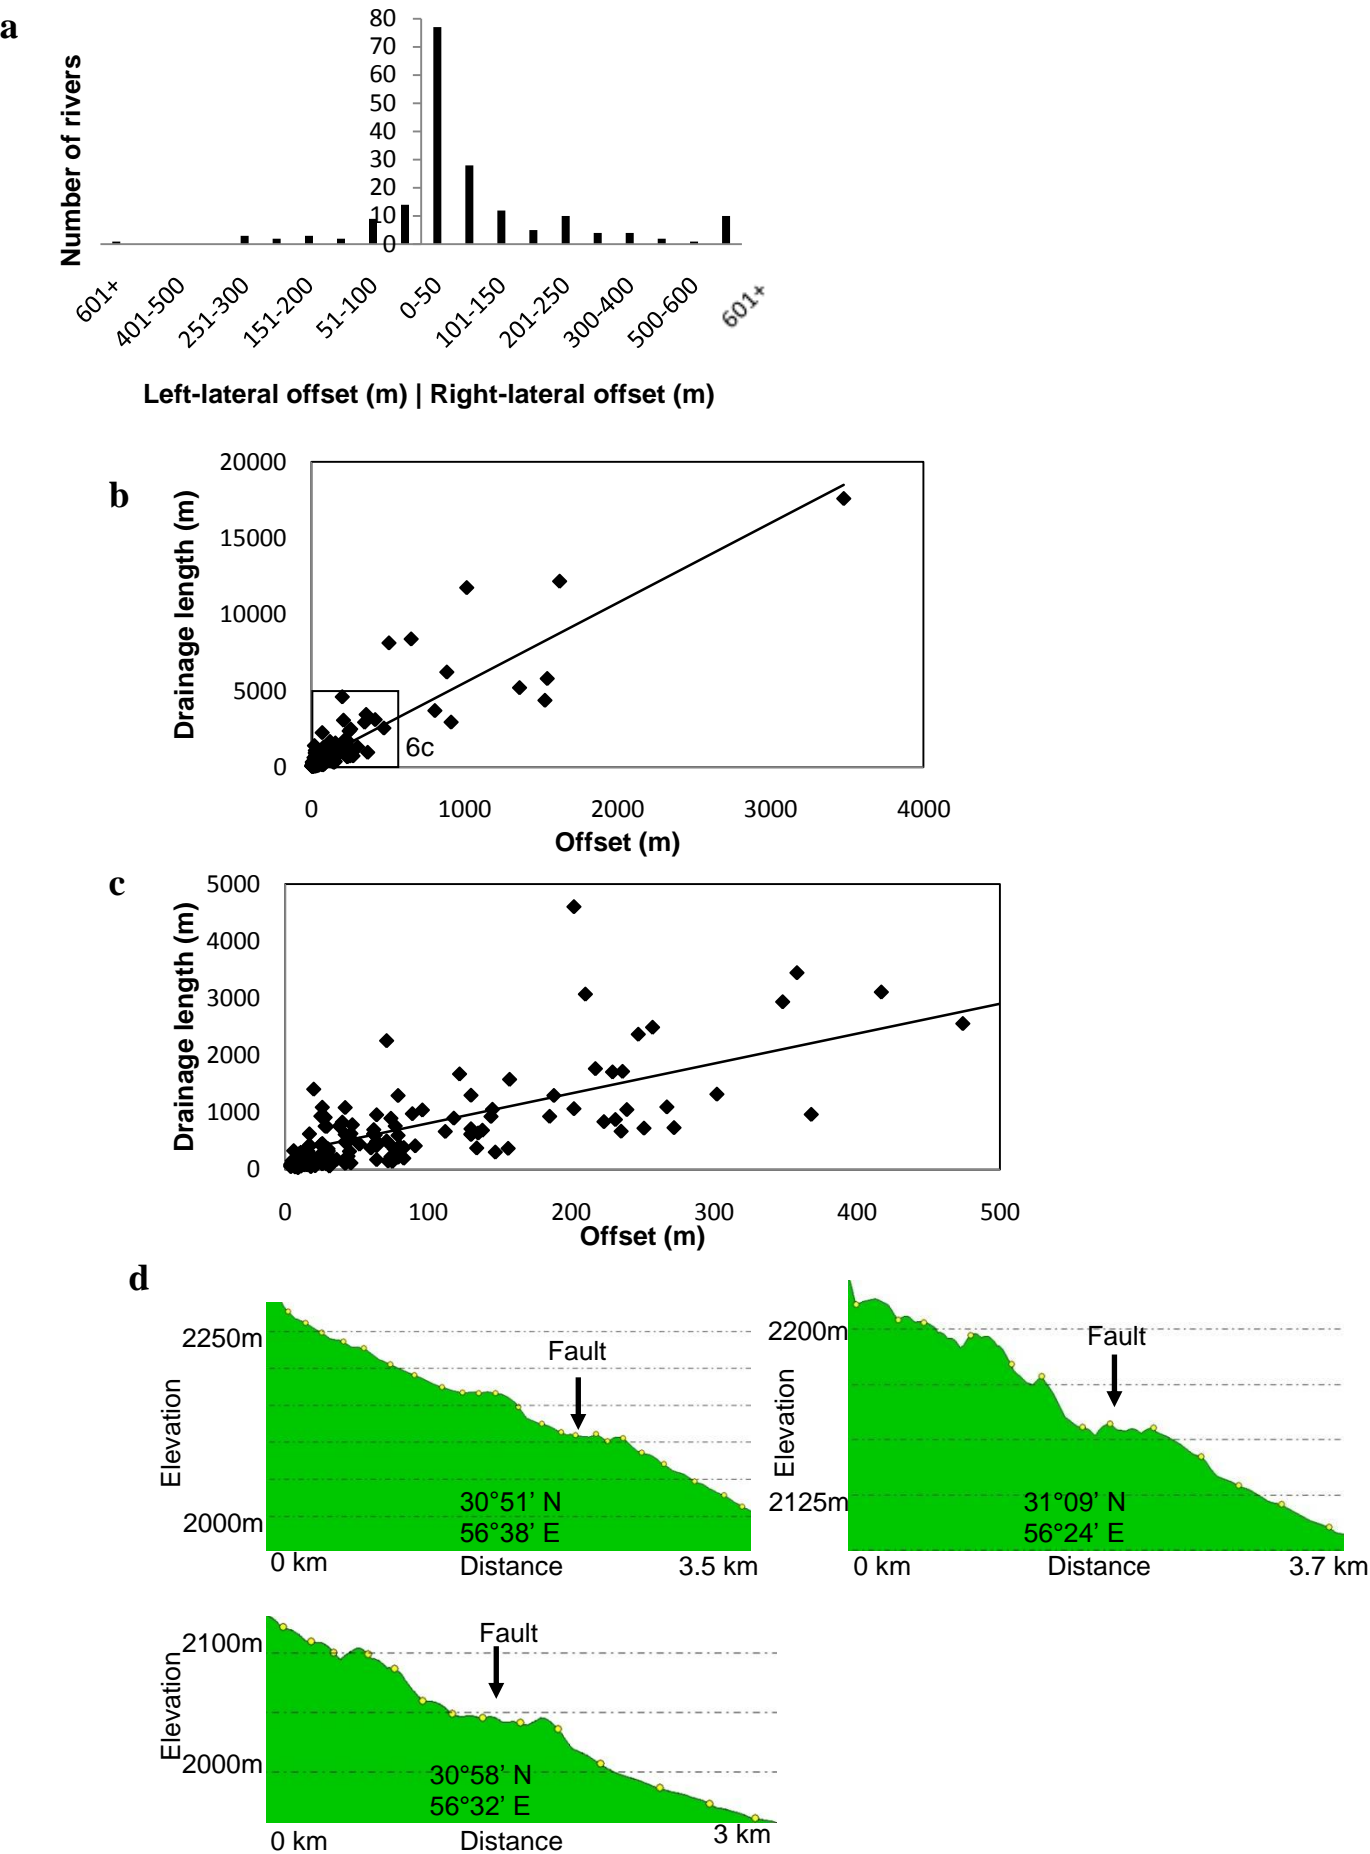 a
Number of rivers
80
70
60
50
40
30
20
10
0
601+
401-500
251-300
151-200
51-100
0-50
101-150
201-250
300-400
500-600
601+
Left-lateral offset (m) | Right-lateral offset (m)
b
Drainage length (m)
20000
15000
10000
5000
0
6c
0 1000 2000 3000 4000
Offset (m)
c
Drainage length (m)
5000
4000
3000
2000
1000
0
0 100 200 300 400 500
Offset (m)
d
2250m
Elevation
2000m
Fault
30°51’ N
56°38’ E
0 km Distance 3.5 km
2200m
Elevation
2125m
Fault
31°09’ N
56°24’ E
0 km Distance 3.7 km
2100m
Elevation
2000m
Fault
30°58’ N
56°32’ E
0 km Distance 3 km